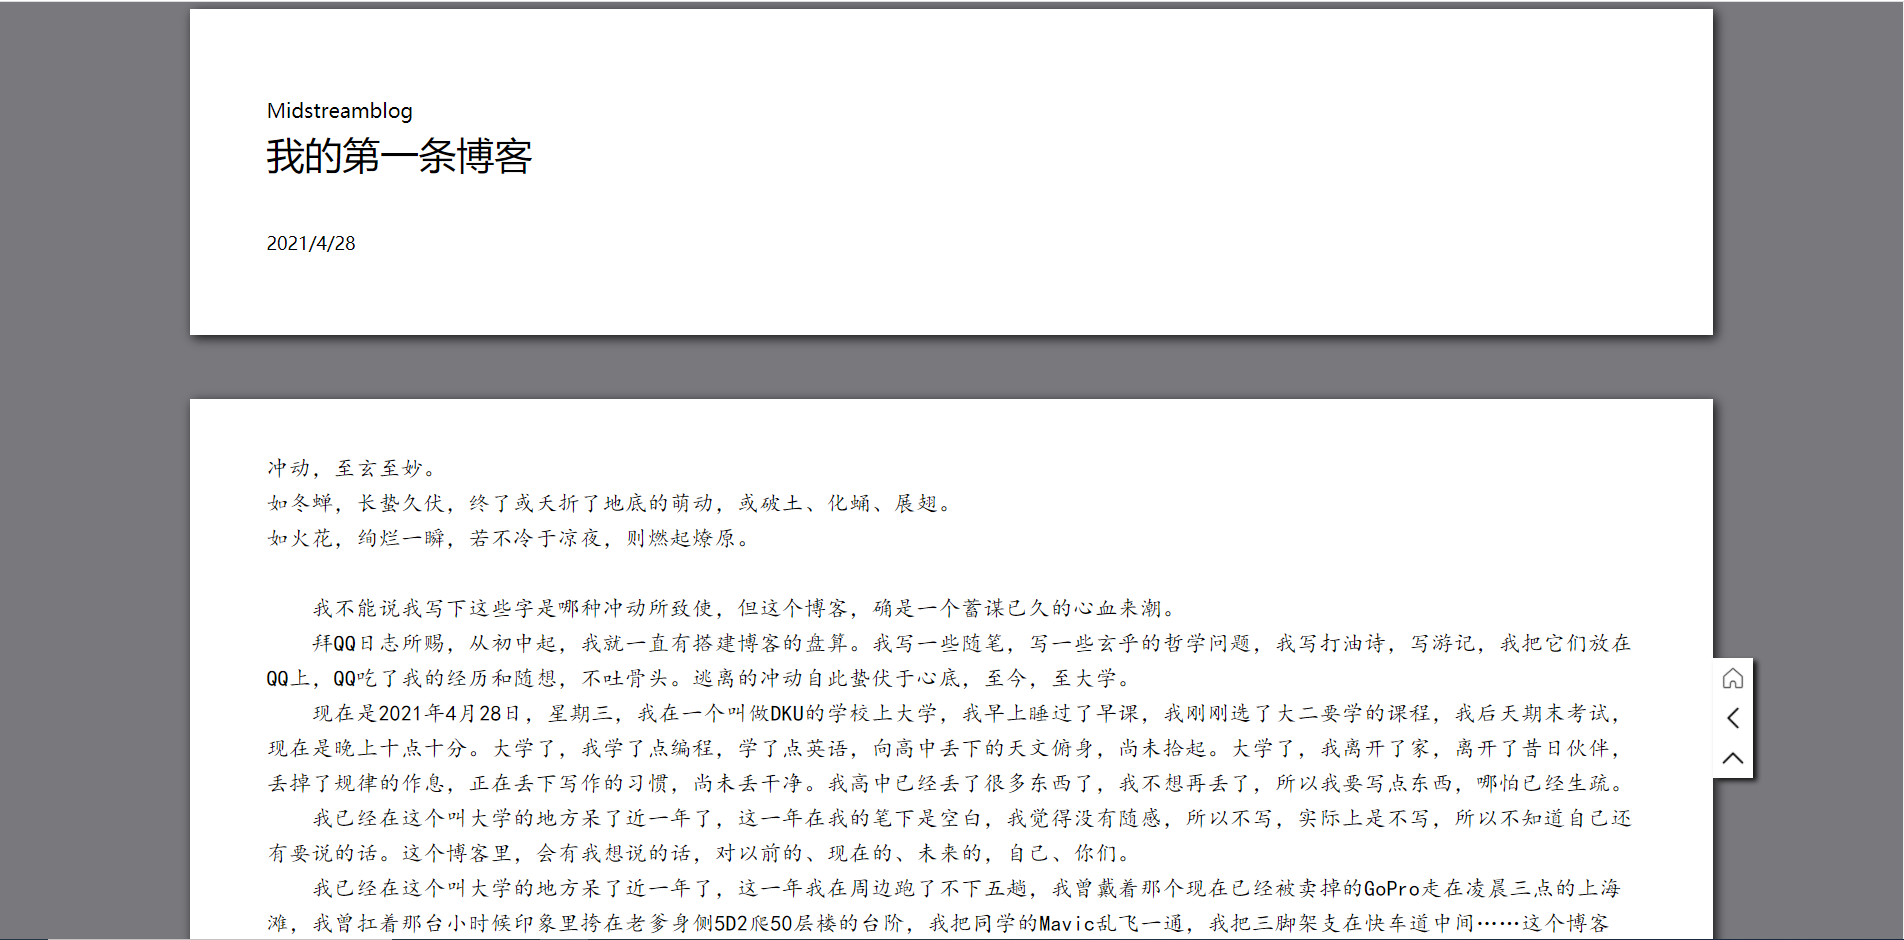 Midstreamblog
我的第一条博客
2021/4/28
冲动，至玄至妙。
如冬蝉，长蛰久伏，终了或夭折了地底的萌动，或破土、化蛹、展翅。
如火花，绚烂一瞬，若不冷于凉夜，则燃起燎原。
我不能说我写下这些字是哪种冲动所致使，但这个博客，确是一个蓄谋已久的心血来潮。
拜QQ日志所赐，从初中起，我就一直有搭建博客的盘算。我写一些随笔，写一些玄乎的哲学问题，我写打油诗，写游记，我把它们放在
QQ上，QQ吃了我的经历和随想，不吐骨头。逃离的冲动自此蛰伏于心底，至今，至大学。
现在是2021年4月28日，星期三，我在一个叫做DKU的学校上大学，我早上睡过了早课，我刚刚选了大二要学的课程，我后天期末考试，
现在是晚上十点十分。大学了，我学了点编程，学了点英语，向高中丢下的天文俯身，尚未拾起。大学了，我离开了家，离开了昔日伙伴，
丢掉了规律的作息，正在丢下写作的习惯，尚未丢干净。我高中已经丢了很多东西了，我不想再丢了，所以我要写点东西，哪怕已经生疏。
我已经在这个叫大学的地方呆了近一年了，这一年在我的笔下是空白，我觉得没有随感，所以不写，实际上是不写，所以不知道自己还
有要说的话。这个博客里，会有我想说的话，对以前的、现在的、未来的，自己、你们。
我已经在这个叫大学的地方呆了近一年了，这一年我在周边跑了不下五趟，我曾戴着那个现在已经被卖掉的GoPro走在凌晨三点的上海
滩，我曾扛着那台小时候印象里挎在老爹身侧5D2爬50层楼的台阶，我把同学的Mavic乱飞一通，我把三脚架支在快车道中间……这个博客